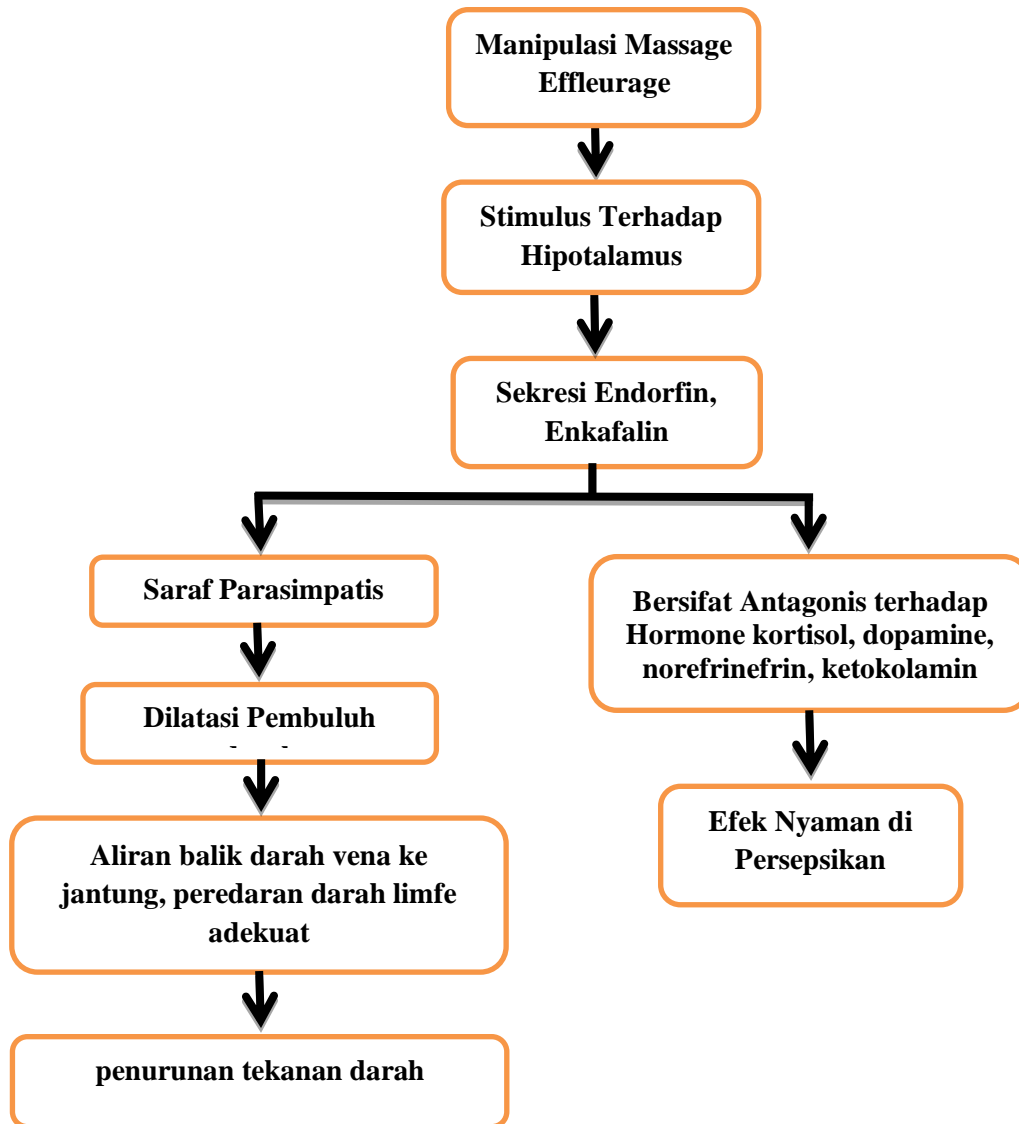 Manipulasi Massage
Effleurage
Stimulus Terhadap
Hipotalamus
Sekresi Endorfin,
Enkafalin
Saraf Parasimpatis
Bersifat Antagonis terhadap
Hormone kortisol, dopamine,
norefrinefrin, ketokolamin
Dilatasi Pembuluh
Efek Nyaman di
Persepsikan
Aliran balik darah vena ke
jantung, peredaran darah limfe
adekuat
penurunan tekanan darah